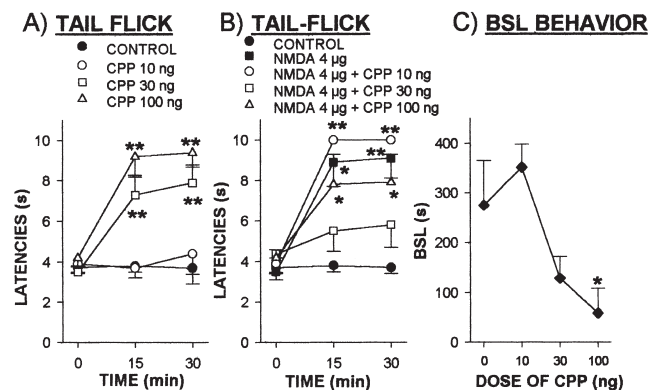 A) TAIL FLICK
CONTROL
CPP 10 ng
CPP 30 ng
CPP 100 ng
10
8
6
4
2
0
15
30
LATENCIES (s)
TIME (min)
**
**
**
**
B) TAIL-FLICK
CONTROL
NMDA 4 µg
NMDA 4 µg + CPP 10 ng
NMDA 4 µg + CPP 30 ng
NMDA 4 µg + CPP 100 ng
10
8
6
4
2
0
15
30
LATENCIES (s)
TIME (min)
**
**
**
*
*
*
C) BSL BEHAVIOR
400
300
200
100
0
0
10
30
100
BSL (s)
DOSE OF CPP (ng)
*